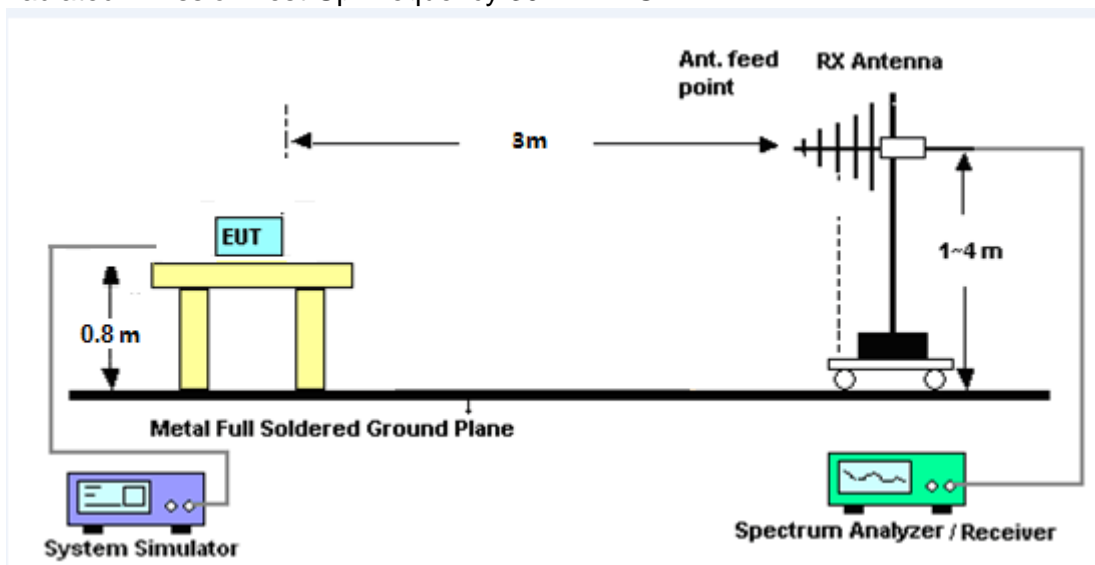 Ant. feed
point
RX Antenna
3m
EUT
1~4 m
0.8 m
Metal Full Soldered Ground Plane
System Simulator
Spectrum Analyzer / Receiver